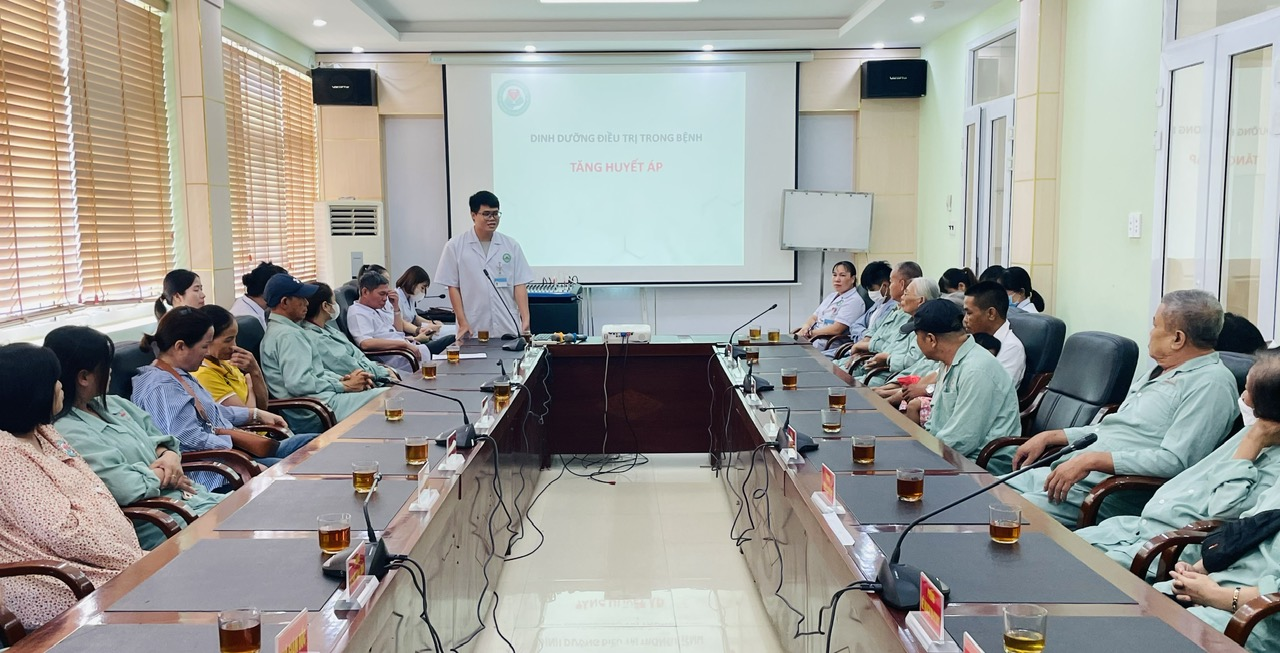 DINH DƯỠNG ĐIỀU TRỊ TRONG BỆNH
TĂNG HUYẾT ÁP